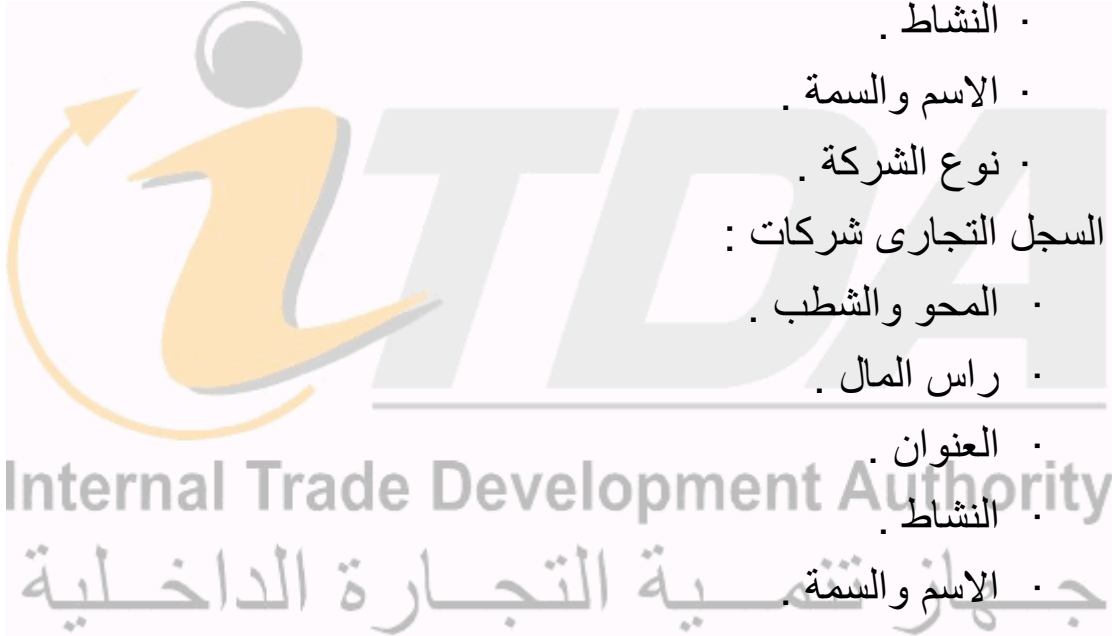 · النشاط .
· الاسم والسمة .
· نوع الشركة .
السجل التجارى شركات :
· المحو والشطب .
· راس المال .
· العنوان .
· النشاط .
· الاسم والسمة .
iTDA
Internal Trade Development Authority
جهاز تنمية التجارة الداخلية